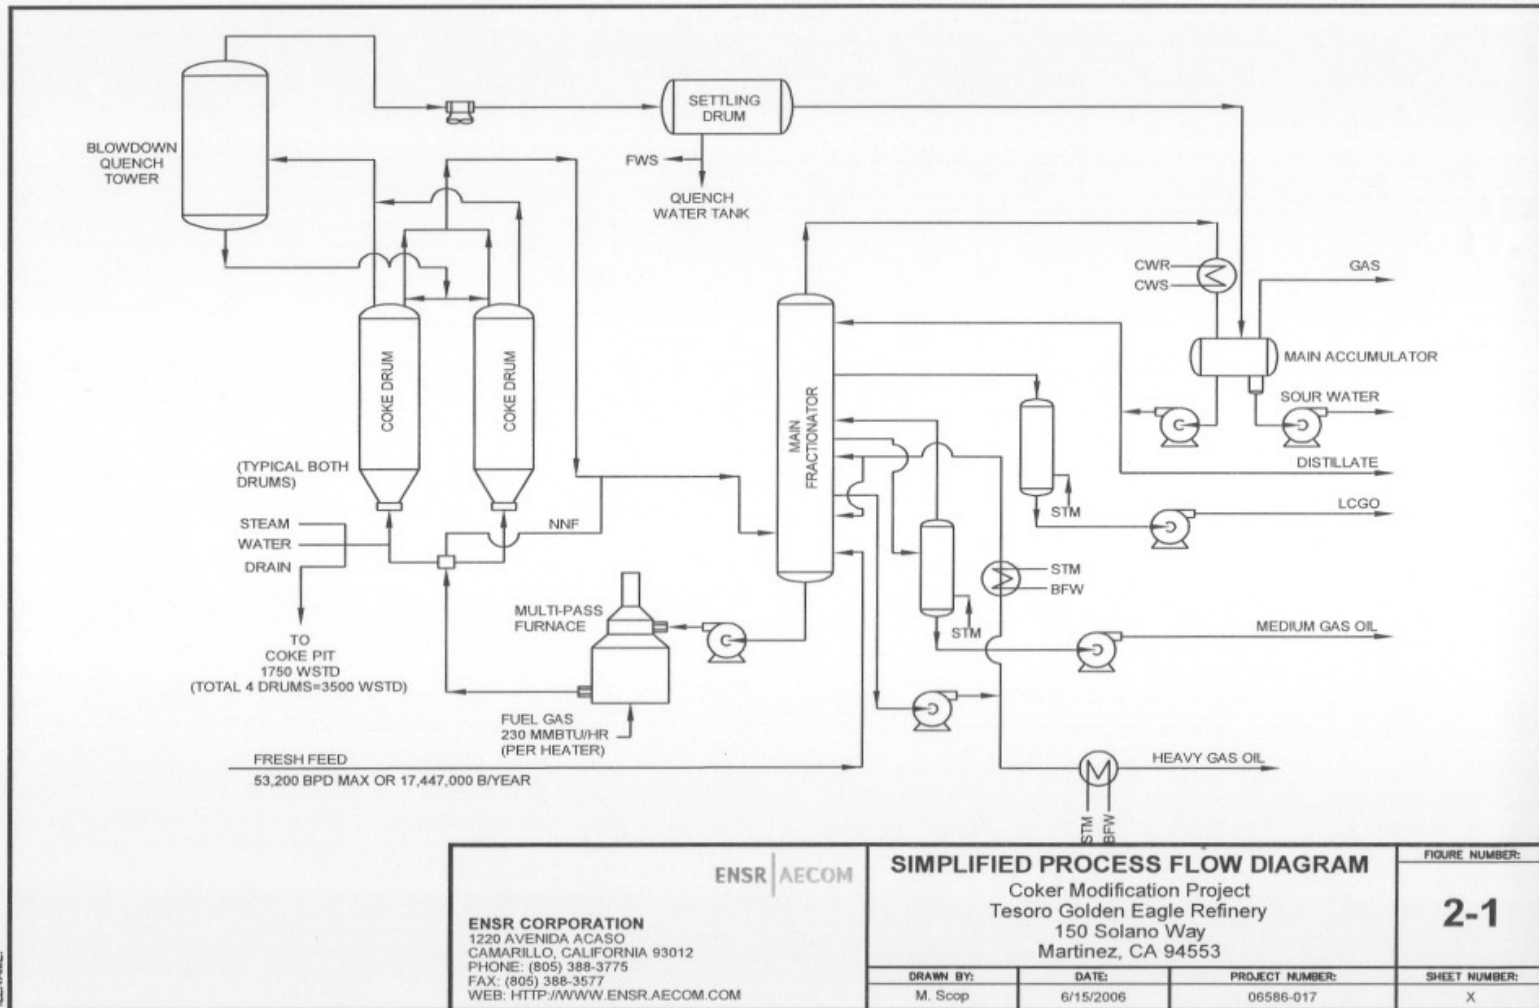 BLOWDOWN
QUENCH
TOWER
SETTLING
DRUM
FWS
QUENCH
WATER TANK
CWR
CWS
GAS
MAIN ACCUMULATOR
SOUR WATER
DISTILLATE
COKE DRUM
COKE DRUM
MAIN
FRACTIONATOR
(TYPICAL BOTH
DRUMS)
STEAM
WATER
DRAIN
NNF
STM
LCGO
STM
BFW
STM
TO
COKE PIT
1750 WSTD
(TOTAL 4 DRUMS=3500 WSTD)
MULTI-PASS
FURNACE
MEDIUM GAS OIL
FUEL GAS
230 MMBTU/HR
(PER HEATER)
FRESH FEED
53,200 BPD MAX OR 17,447,000 B/YEAR
HEAVY GAS OIL
STM
BFW
ENSR AECOM
ENSR CORPORATION
1220 AVENIDA ACASO
CAMARILLO, CALIFORNIA 93012
PHONE: (805) 388-3775
FAX: (805) 388-3577
WEB: HTTP://WWW.ENSR.AECOM.COM
SIMPLIFIED PROCESS FLOW DIAGRAM
Coker Modification Project
Tesoro Golden Eagle Refinery
150 Solano Way
Martinez, CA 94553
FIGURE NUMBER:
2-1
DRAWN BY:
M. Scop
DATE:
6/15/2006
PROJECT NUMBER:
06586-017
SHEET NUMBER:
X